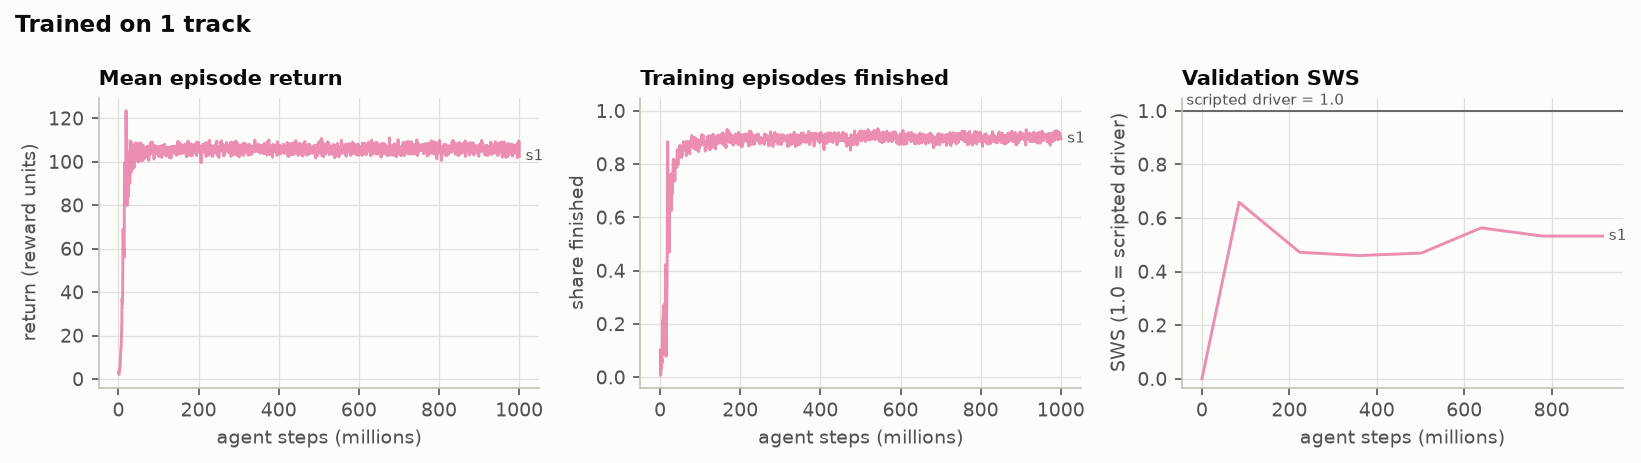 Trained on 1 track
Mean episode return
return (reward units)
120
100
80
60
40
20
0
s1
0 200 400 600 800 1000
agent steps (millions)
Training episodes finished
share finished
1.0
0.8
0.6
0.4
0.2
0.0
s1
0 200 400 600 800 1000
agent steps (millions)
Validation SWS
scripted driver = 1.0
SWS (1.0 = scripted driver)
1.0
0.8
0.6
0.4
0.2
0.0
s1
0 200 400 600 800
agent steps (millions)